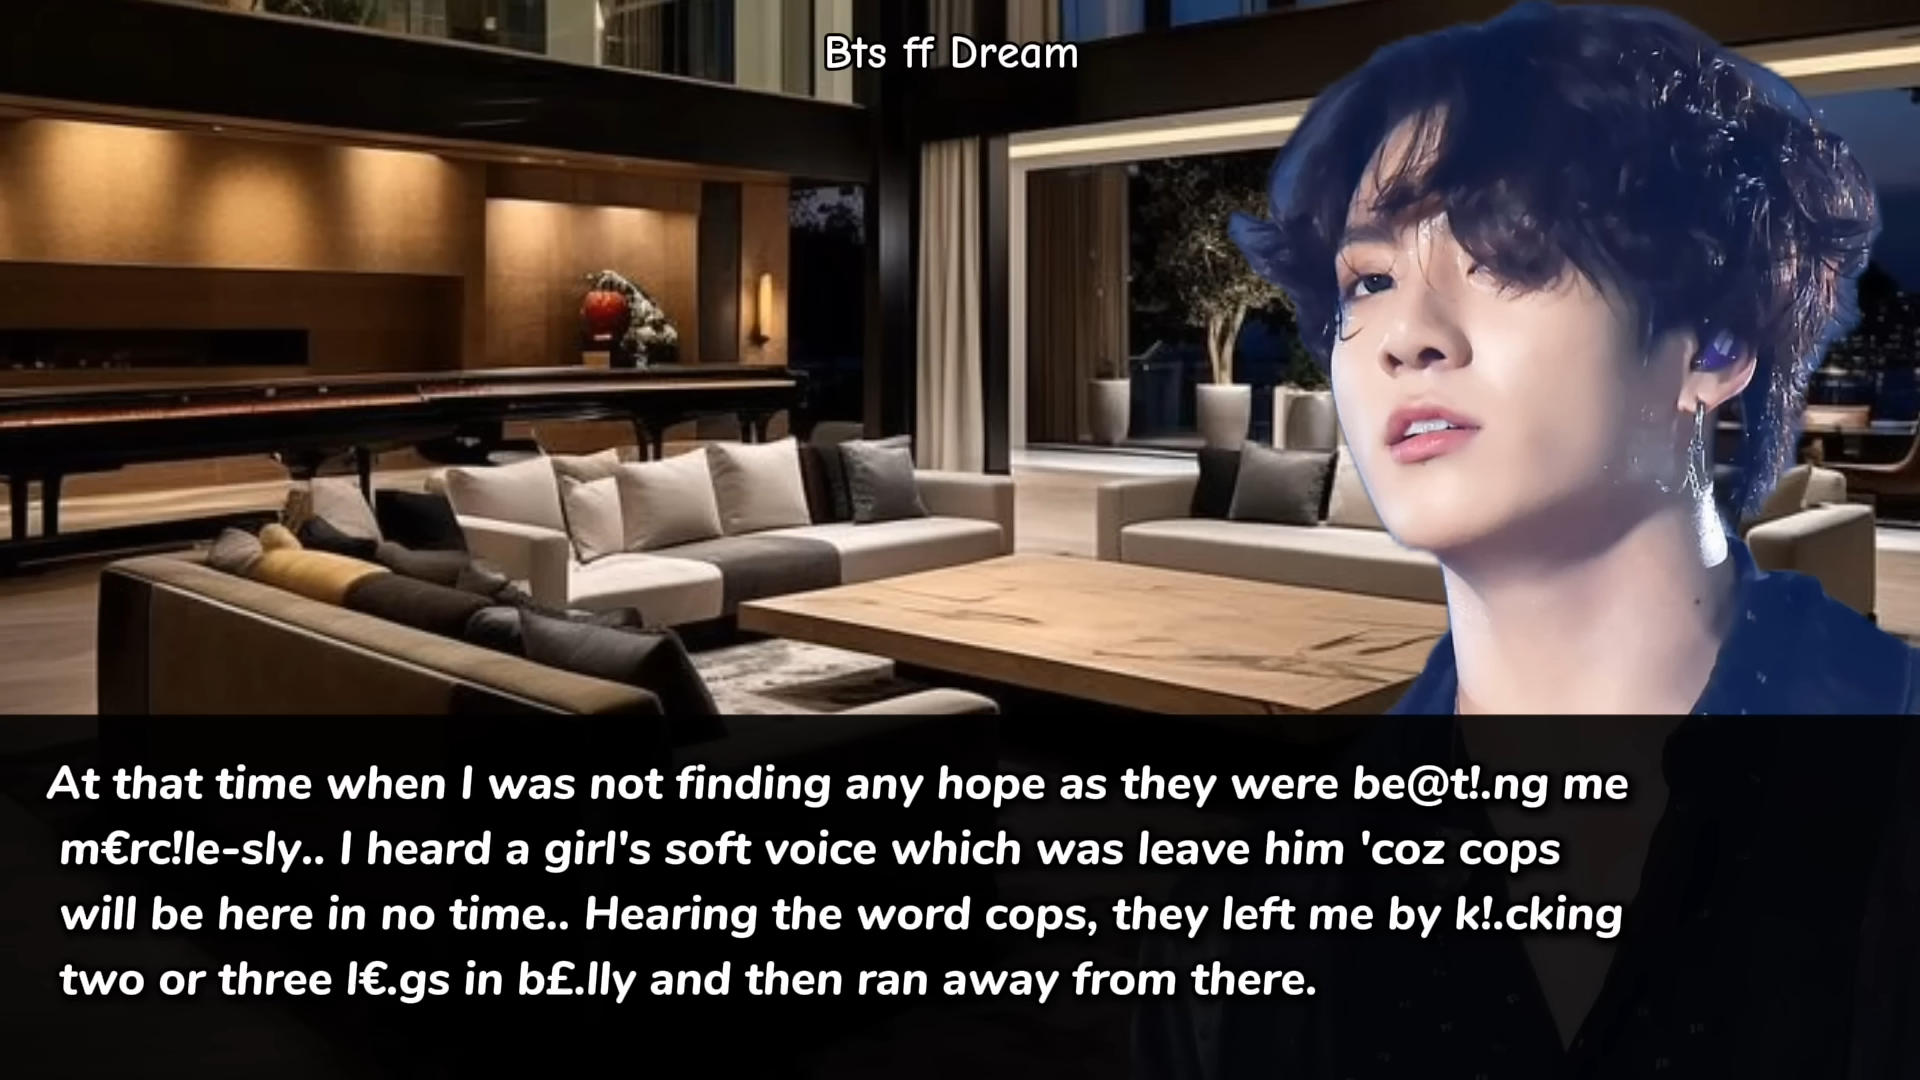 Bts ff Dream
At that time when I was not finding any hope as they were be@t!.ng me
m€rc!le-sly.. I heard a girl's soft voice which was leave him 'coz cops
will be here in no time.. Hearing the word cops, they left me by k!.cking
two or three l€.gs in b£.lly and then ran away from there.